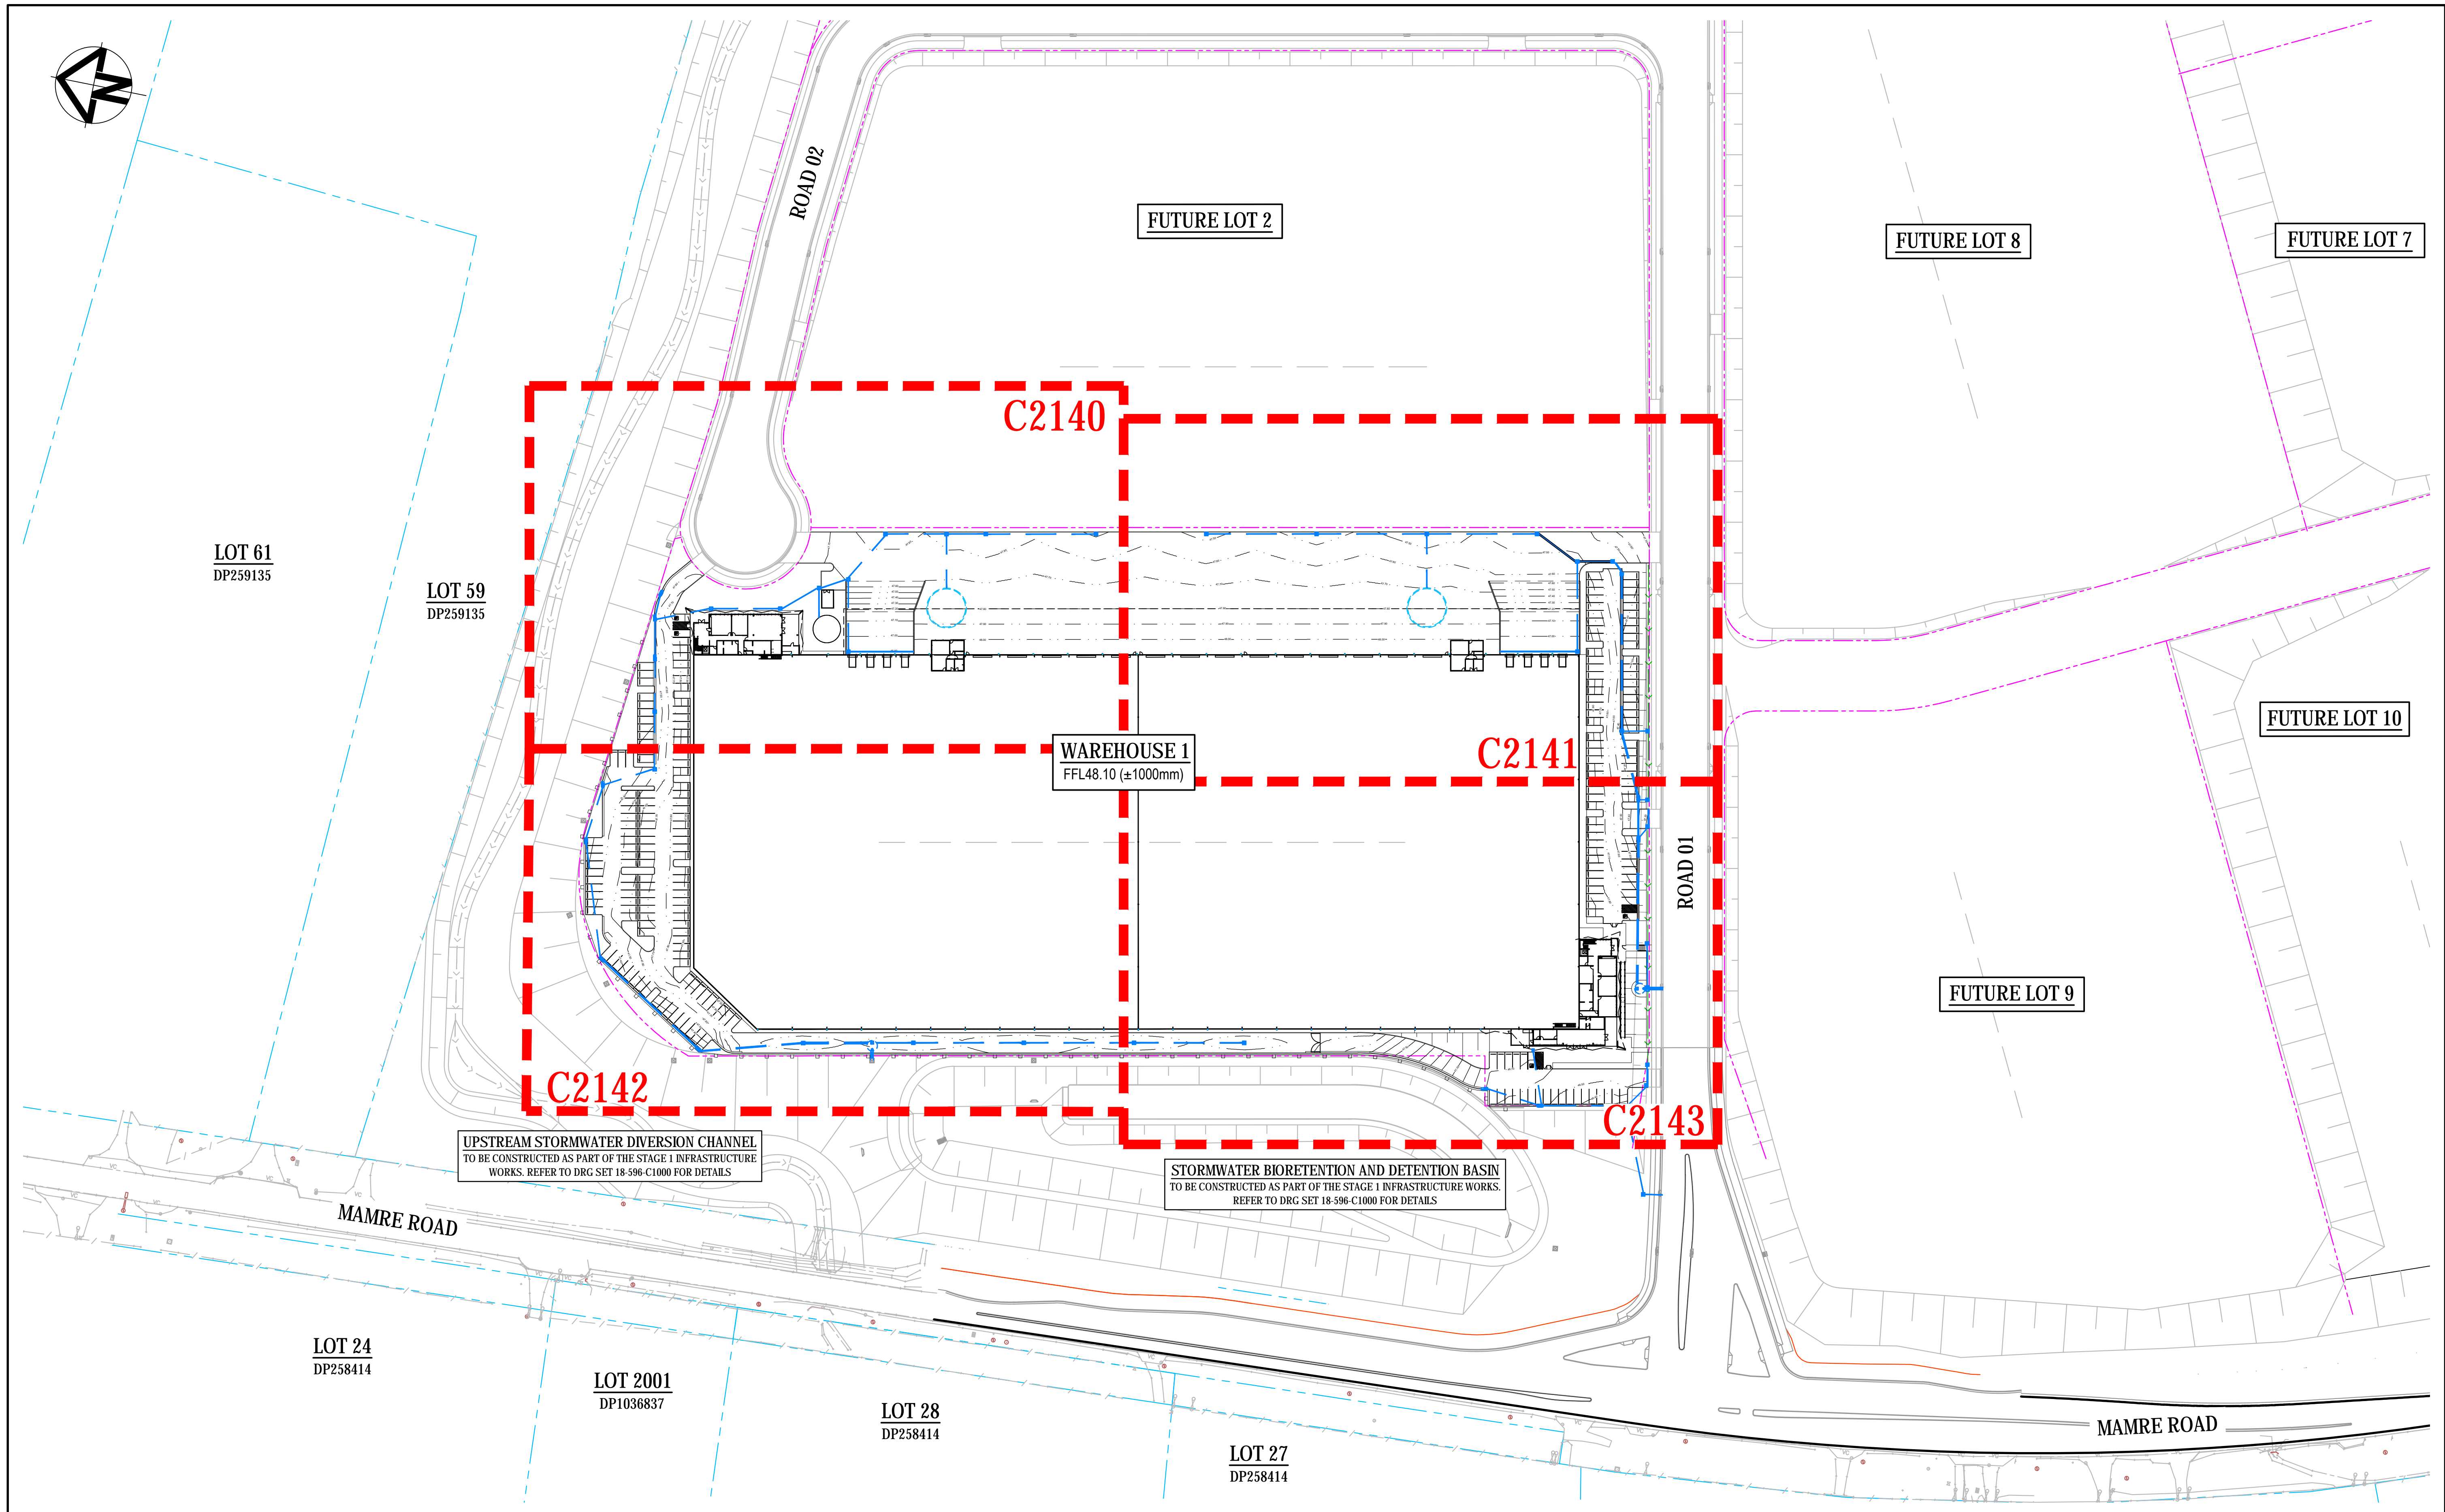 N
ROAD 02
FUTURE LOT 2
FUTURE LOT 8
FUTURE LOT 7
C2140
LOT 61
DP259135
LOT 59
DP259135
WAREHOUSE 1
FFL48.10 (±1000mm)
C2141
FUTURE LOT 10
ROAD 01
FUTURE LOT 9
C2142
C2143
UPSTREAM STORMWATER DIVERSION CHANNEL
TO BE CONSTRUCTED AS PART OF THE STAGE 1 INFRASTRUCTURE
WORKS. REFER TO DRG SET 18-596-C1000 FOR DETAILS
STORMWATER BIORETENTION AND DETENTION BASIN
TO BE CONSTRUCTED AS PART OF THE STAGE 1 INFRASTRUCTURE WORKS.
REFER TO DRG SET 18-596-C1000 FOR DETAILS
MAMRE ROAD
LOT 24
DP258414
LOT 2001
DP1036837
LOT 28
DP258414
LOT 27
DP258414
MAMRE ROAD